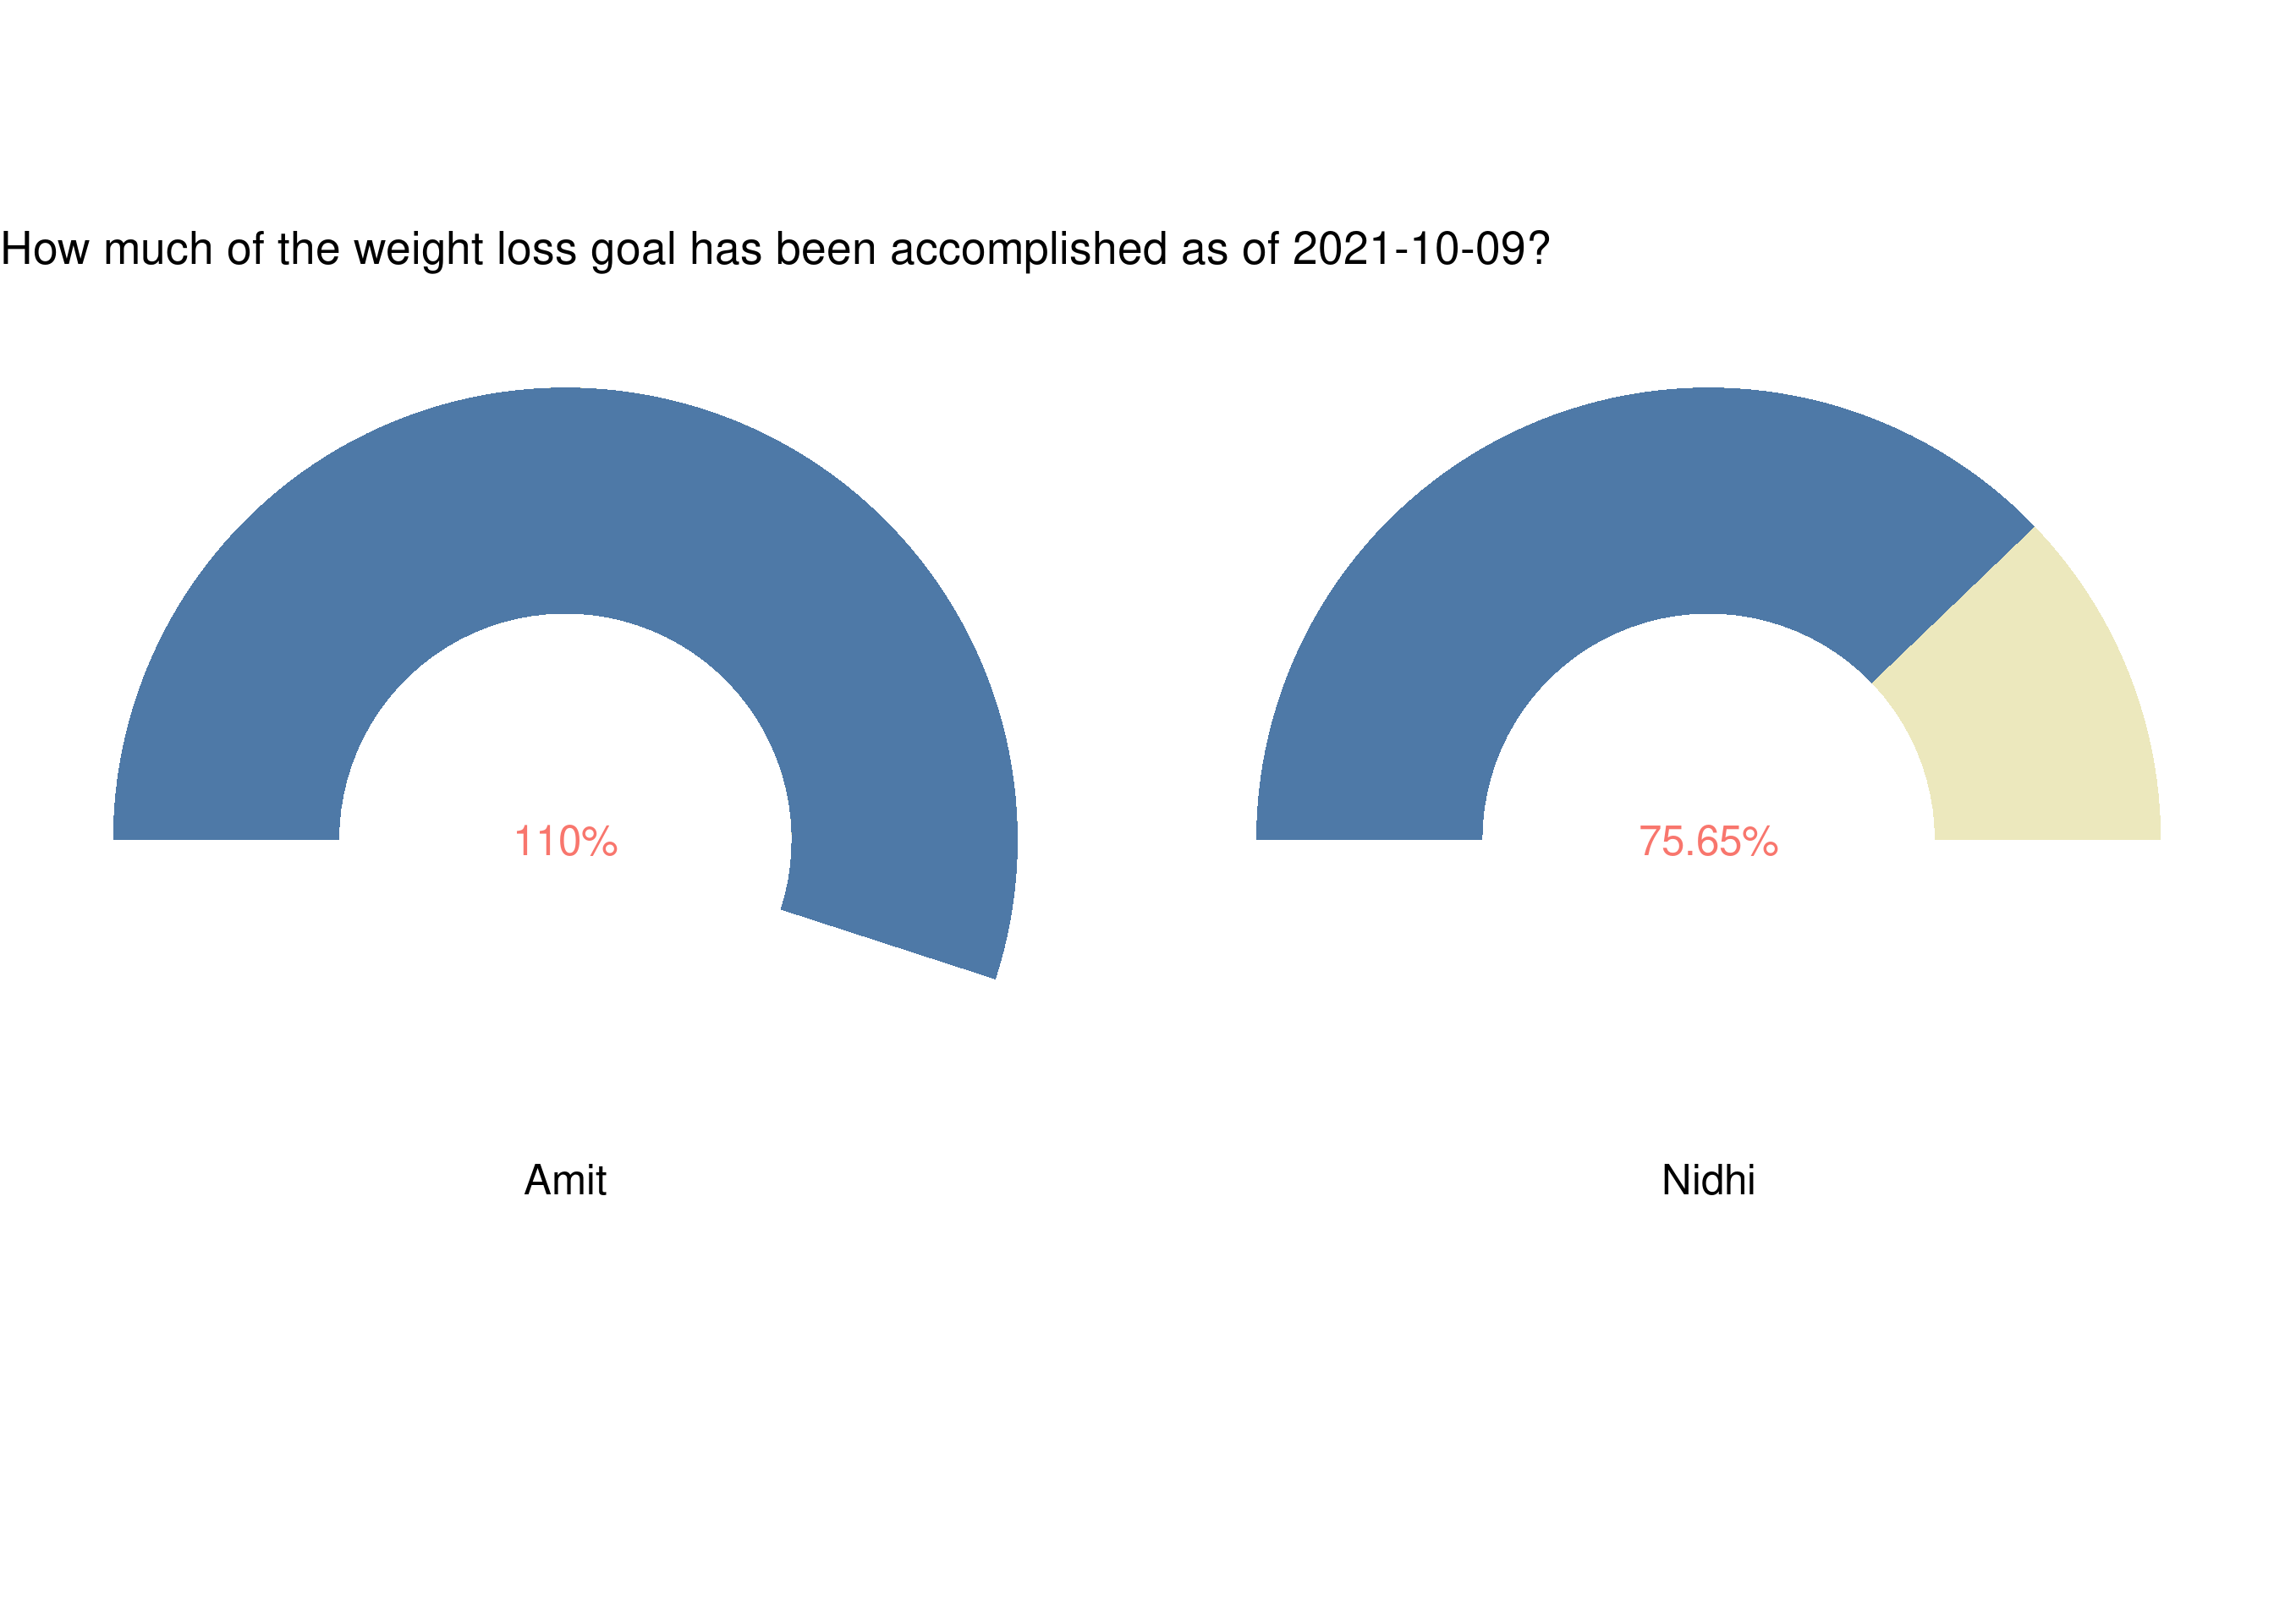 How much of the weight loss goal has been accomplished as of 2021-10-09?
110%
75.65%
Amit
Nidhi